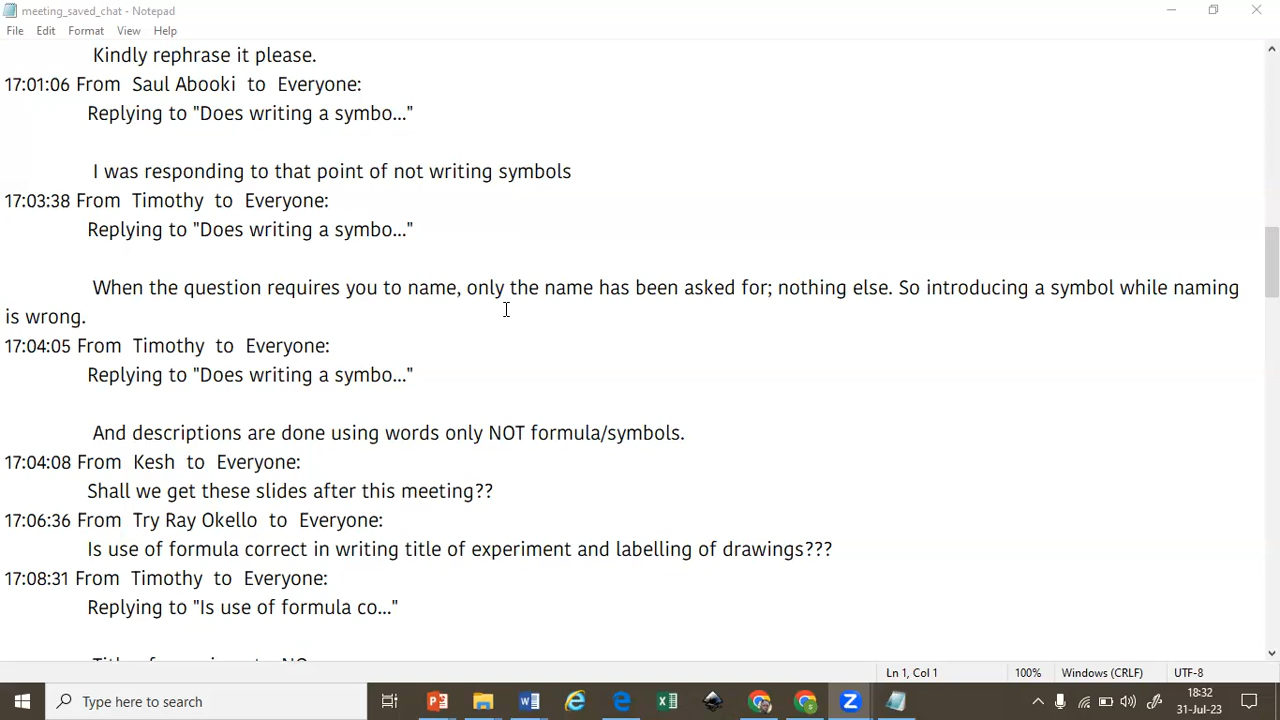 meeting_saved_chat - Notepad
File Edit Format View Help
Kindly rephrase it please.
17:01:06 From Saul Abooki to Everyone:
Replying to "Does writing a symbo..."
I was responding to that point of not writing symbols
17:03:38 From Timothy to Everyone:
Replying to "Does writing a symbo..."
When the question requires you to name, only the name has been asked for; nothing else. So introducing a symbol while naming
is wrong.
17:04:05 From Timothy to Everyone:
Replying to "Does writing a symbo..."
And descriptions are done using words only NOT formula/symbols.
17:04:08 From Kesh to Everyone:
Shall we get these slides after this meeting??
17:06:36 From Try Ray Okello to Everyone:
Is use of formula correct in writing title of experiment and labelling of drawings???
17:08:31 From Timothy to Everyone:
Replying to "Is use of formula co..."
Ln 1, Col 1 100% Windows (CRLF) UTF-8
Type here to search
18:32
31-Jul-23